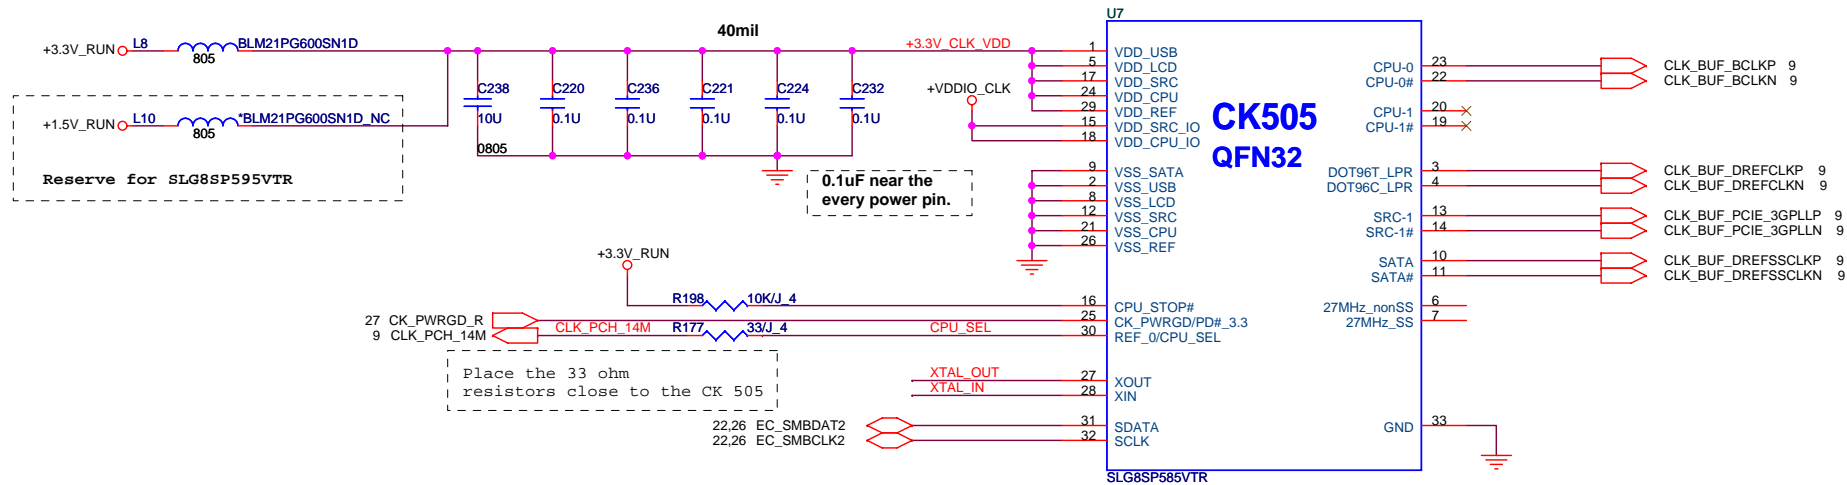 U7
+3.3V_RUN L8 BLM21PG600SN1D
805
40mil
+3.3V_CLK_VDD
+1.5V_RUN L10 *BLM21PG600SN1D_NC
805
Reserve for SLG8SP595VTR
C238 C220 C236 C221 C224 C232
10U 0.1U 0.1U 0.1U 0.1U 0.1U
0805
+VDDIO_CLK
0.1uF near the
every power pin.
1 VDD_USB
5 VDD_LCD
17 VDD_SRC
24 VDD_CPU
29 VDD_REF
15 VDD_SRC_IO
18 VDD_CPU_IO
9 VSS_SATA
2 VSS_USB
8 VSS_LCD
12 VSS_SRC
21 VSS_CPU
26 VSS_REF
CK505
QFN32
CPU-0 23 CLK_BUF_BCLKP 9
CPU-0# 22 CLK_BUF_BCLKN 9
CPU-1 20
CPU-1# 19
DOT96T_LPR 3 CLK_BUF_DREFCLKP 9
DOT96C_LPR 4 CLK_BUF_DREFCLKN 9
SRC-1 13 CLK_BUF_PCIE_3GPLLP 9
SRC-1# 14 CLK_BUF_PCIE_3GPLLN 9
SATA 10 CLK_BUF_DREFSSCLKP 9
SATA# 11 CLK_BUF_DREFSSCLKN 9
27MHz_nonSS 6
27MHz_SS 7
+3.3V_RUN
R198 10K/J_4 16 CPU_STOP#
27 CK_PWRGD_R 25 CK_PWRGD/PD#_3.3
9 CLK_PCH_14M CLK_PCH_14M R177 33/J_4 CPU_SEL 30 REF_0/CPU_SEL
Place the 33 ohm
resistors close to the CK 505
XTAL_OUT 27 XOUT
XTAL_IN 28 XIN
22,26 EC_SMBDAT2 31 SDATA
22,26 EC_SMBCLK2 32 SCLK
GND 33
SLG8SP585VTR